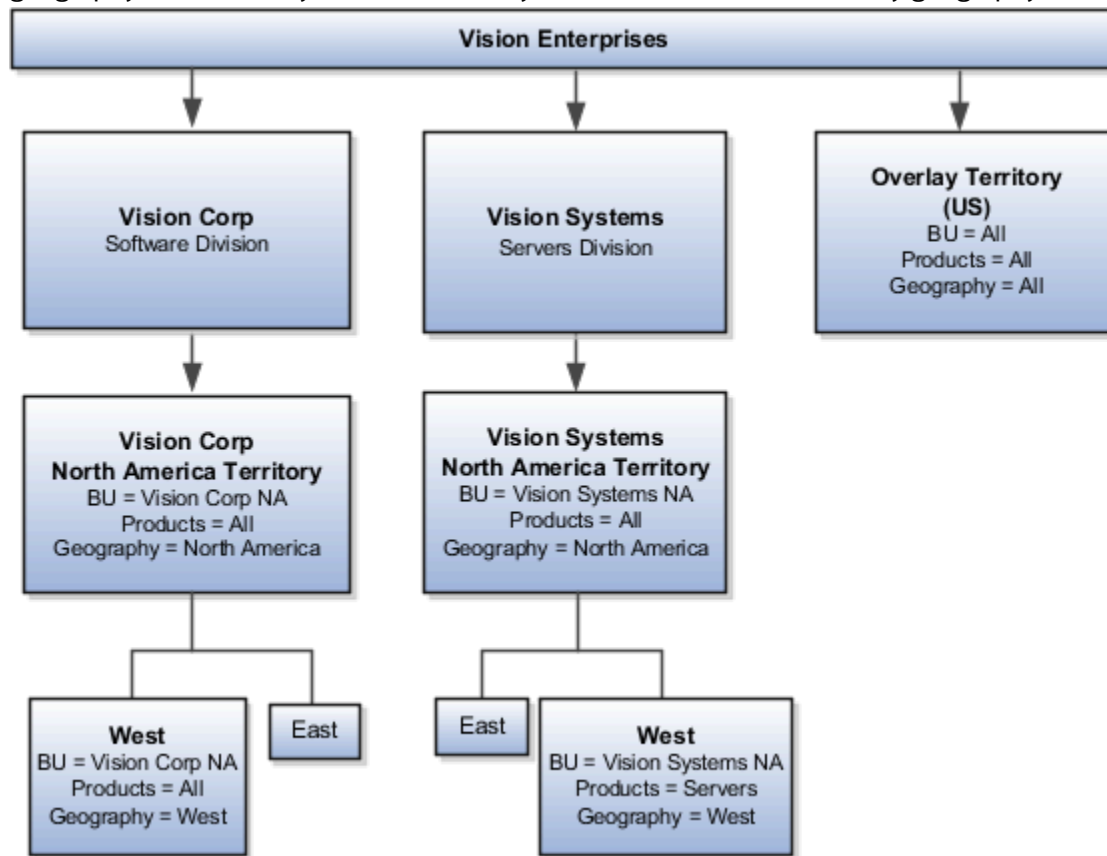 Vision Enterprises
Vision Corp
Software Division
Vision Systems
Servers Division
Overlay Territory
(US)
BU = All
Products = All
Geography = All
Vision Corp
North America Territory
BU = Vision Corp NA
Products = All
Geography = North America
Vision Systems
North America Territory
BU = Vision Systems NA
Products = All
Geography = North America
West
BU = Vision Corp NA
Products = All
Geography = West
East
East
West
BU = Vision Systems NA
Products = Servers
Geography = West